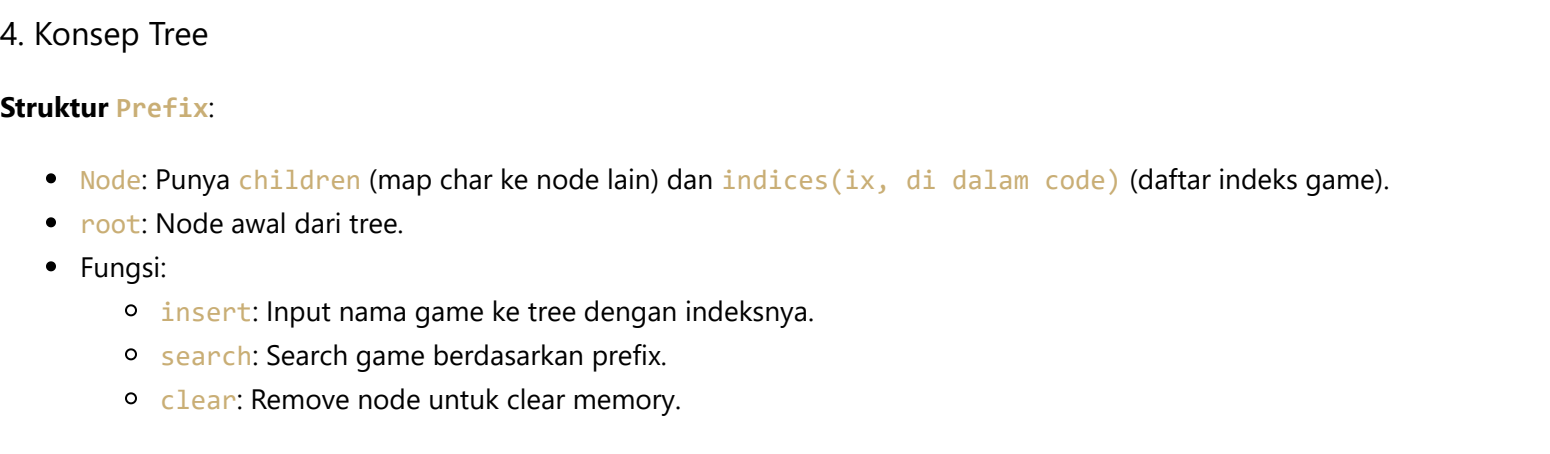 4. Konsep Tree
Struktur Prefix:
Node: Punya children (map char ke node lain) dan indices(ix, di dalam code) (daftar indeks game).
root: Node awal dari tree.
Fungsi:
insert: Input nama game ke tree dengan indeksnya.
search: Search game berdasarkan prefix.
clear: Remove node untuk clear memory.